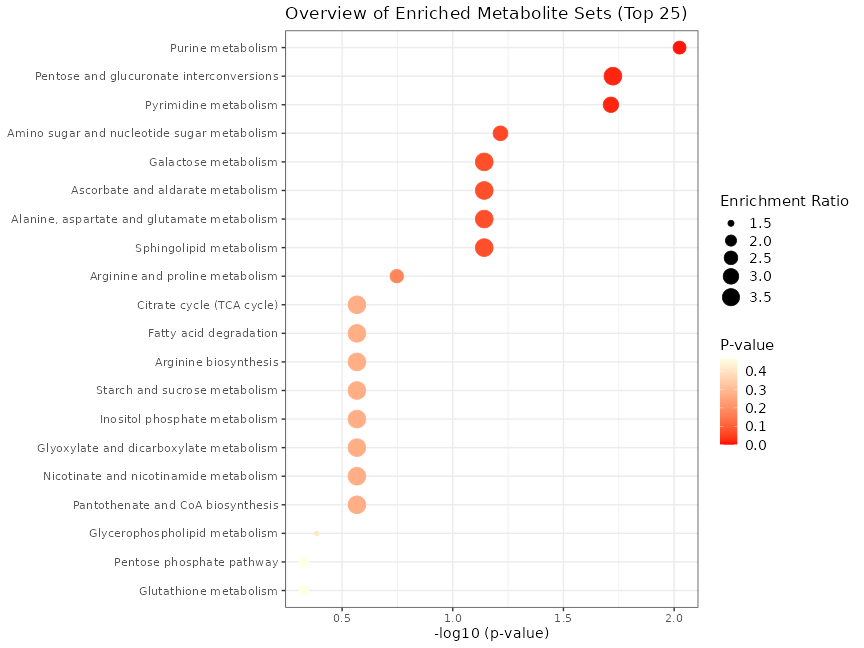 Overview of Enriched Metabolite Sets (Top 25)
Purine metabolism
Pentose and glucuronate interconversions
Pyrimidine metabolism
Amino sugar and nucleotide sugar metabolism
Galactose metabolism
Ascorbate and aldarate metabolism
Alanine, aspartate and glutamate metabolism
Sphingolipid metabolism
Arginine and proline metabolism
Citrate cycle (TCA cycle)
Fatty acid degradation
Arginine biosynthesis
Starch and sucrose metabolism
Inositol phosphate metabolism
Glyoxylate and dicarboxylate metabolism
Nicotinate and nicotinamide metabolism
Pantothenate and CoA biosynthesis
Glycerophospholipid metabolism
Pentose phosphate pathway
Glutathione metabolism
0.5 1.0 1.5 2.0
-log10 (p-value)
Enrichment Ratio
1.5
2.0
2.5
3.0
3.5
P-value
0.4
0.3
0.2
0.1
0.0